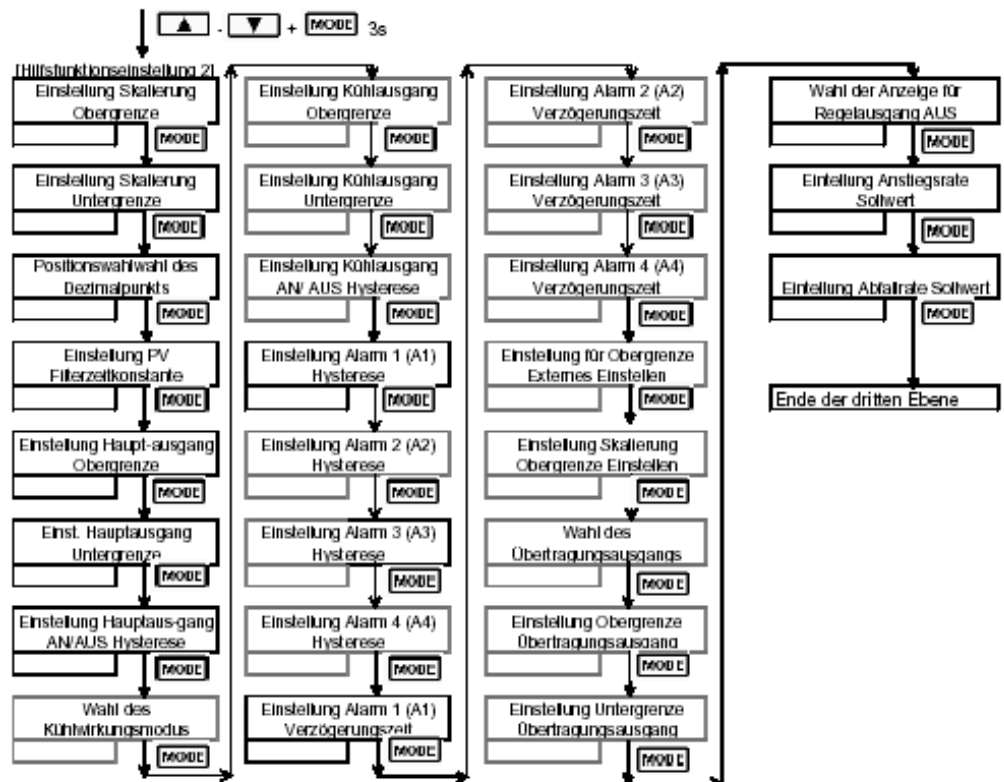 ▲ - ▼ + MODE 3s
[Hilfsfunktionseinstellung 2]
Einstellung Skalierung
Obergrenze
MODE
Einstellung Skalierung
Untergrenze
MODE
Positionswahlwahl des
Dezimalpunkts
MODE
Einstellung PV
Filterzeitkonstante
MODE
Einstellung Haupt-ausgang
Obergrenze
MODE
Einst. Hauptausgang
Untergrenze
MODE
Einstellung Hauptaus-gang
AN/AUS Hysterese
MODE
Wahl des
Kühlwirkungsmodus
MODE
Einstellung Kühlausgang
Obergrenze
MODE
Einstellung Kühlausgang
Untergrenze
MODE
Einstellung Kühlausgang
AN/ AUS Hysterese
MODE
Einstellung Alarm 1 (A1)
Hysterese
MODE
Einstellung Alarm 2 (A2)
Hysterese
MODE
Einstellung Alarm 3 (A3)
Hysterese
MODE
Einstellung Alarm 4 (A4)
Hysterese
MODE
Einstellung Alarm 1 (A1)
Verzögerungszeit
MODE
Einstellung Alarm 2 (A2)
Verzögerungszeit
MODE
Einstellung Alarm 3 (A3)
Verzögerungszeit
MODE
Einstellung Alarm 4 (A4)
Verzögerungszeit
MODE
Einstellung für Obergrenze
Externes Einstellen
MODE
Einstellung Skalierung
Obergrenze Einstellen
MODE
Wahl des
Übertragungsausgangs
MODE
Einstellung Obergrenze
Übertragungsausgang
MODE
Einstellung Untergrenze
Übertragungsausgang
MODE
Wahl der Anzeige für
Regelausgang AUS
MODE
Eintellung Anstiegsrate
Sollwert
MODE
Eintellung Abfallrate Sollwert
MODE
Ende der dritten Ebene